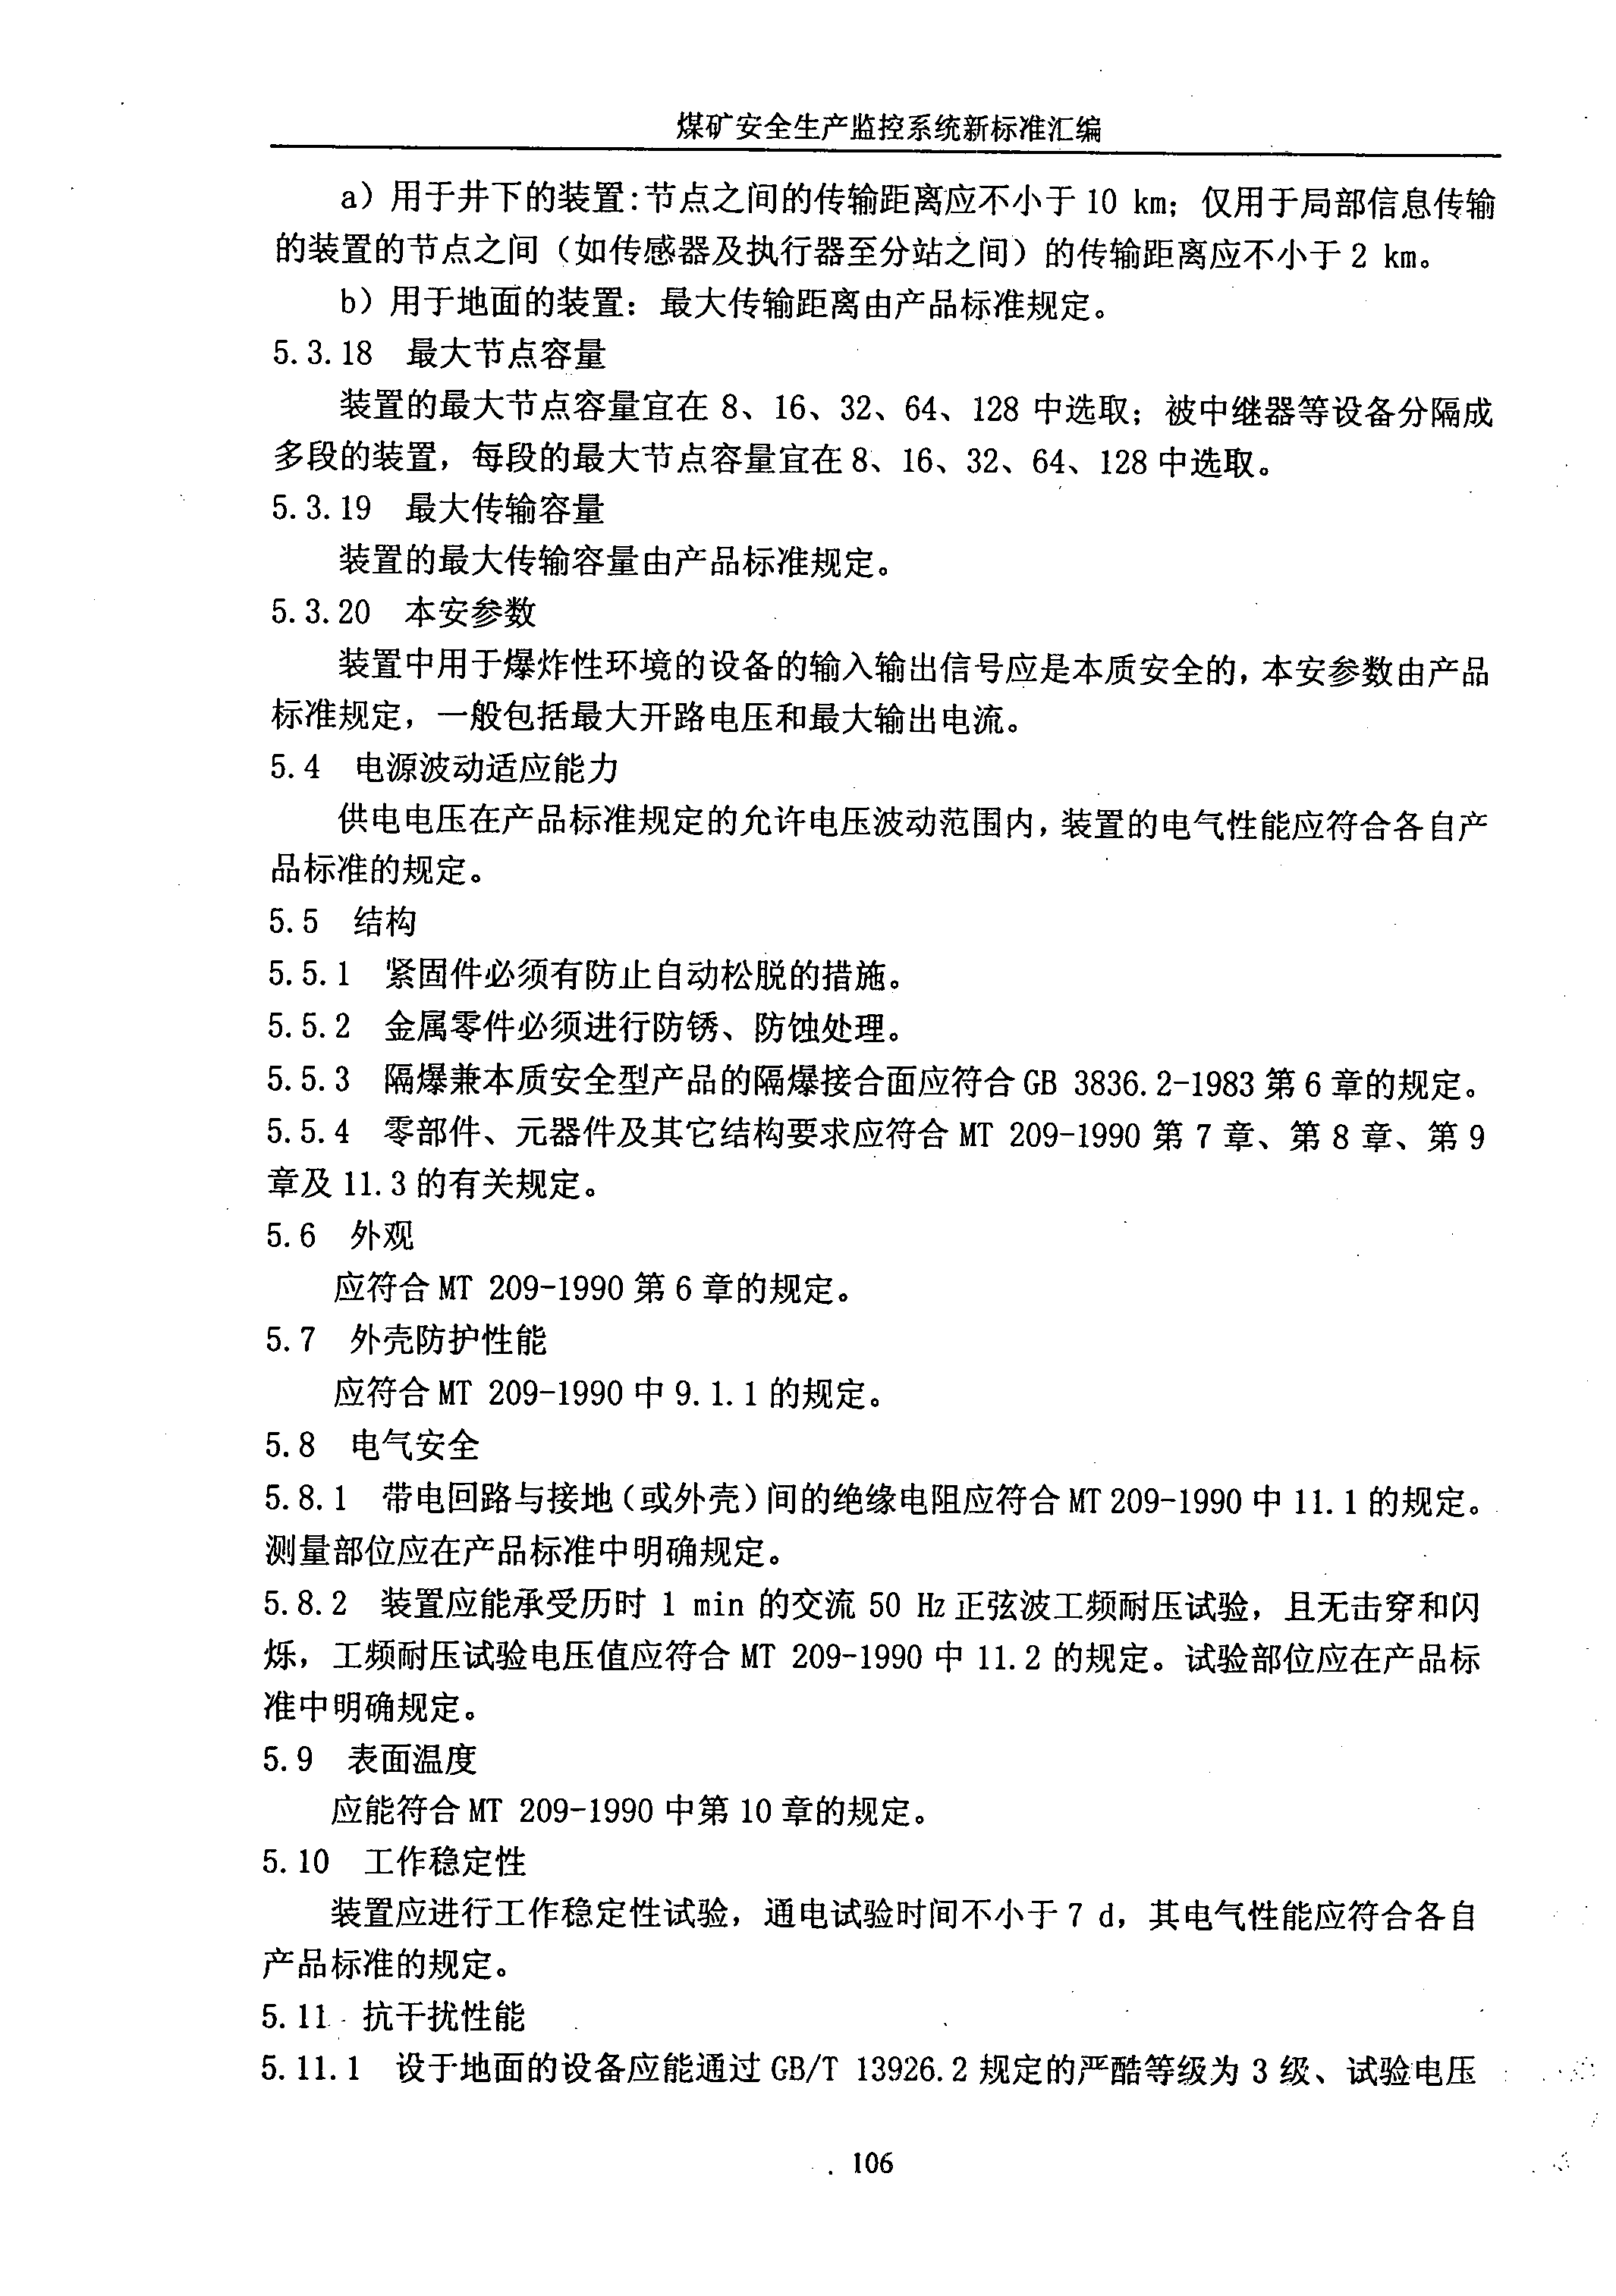 煤矿安全生产监控系统新标准汇编
a）用于井下的装置：节点之间的传输距离应不小于 10 km；仅用于局部信息传输
的装置的节点之间（如传感器及执行器至分站之间）的传输距离应不小于 2 km。
b）用于地面的装置：最大传输距离由产品标准规定。
5.3.18 最大节点容量
装置的最大节点容量宜在 8、16、32、64、128 中选取；被中继器等设备分隔成
多段的装置，每段的最大节点容量宜在 8、16、32、64、128 中选取。
5.3.19 最大传输容量
装置的最大传输容量由产品标准规定。
5.3.20 本安参数
装置中用于爆炸性环境的设备的输入输出信号应是本质安全的，本安参数由产品
标准规定，一般包括最大开路电压和最大输出电流。
5.4 电源波动适应能力
供电电压在产品标准规定的允许电压波动范围内，装置的电气性能应符合各自产
品标准的规定。
5.5 结构
5.5.1 紧固件必须有防止自动松脱的措施。
5.5.2 金属零件必须进行防锈、防蚀处理。
5.5.3 隔爆兼本质安全型产品的隔爆接合面应符合 GB 3836.2-1983 第 6 章的规定。
5.5.4 零部件、元器件及其它结构要求应符合 MT 209-1990 第 7 章、第 8 章、第 9
章及 11.3 的有关规定。
5.6 外观
应符合 MT 209-1990 第 6 章的规定。
5.7 外壳防护性能
应符合 MT 209-1990 中 9.1.1 的规定。
5.8 电气安全
5.8.1 带电回路与接地（或外壳）间的绝缘电阻应符合 MT 209-1990 中 11.1 的规定。
测量部位应在产品标准中明确规定。
5.8.2 装置应能承受历时 1 min 的交流 50 Hz 正弦波工频耐压试验，且无击穿和闪
烁，工频耐压试验电压值应符合 MT 209-1990 中 11.2 的规定。试验部位应在产品标
准中明确规定。
5.9 表面温度
应能符合 MT 209-1990 中第 10 章的规定。
5.10 工作稳定性
装置应进行工作稳定性试验，通电试验时间不小于 7 d，其电气性能应符合各自
产品标准的规定。
5.11 抗干扰性能
5.11.1 设于地面的设备应能通过 GB/T 13926.2 规定的严酷等级为 3 级、试验电压
106